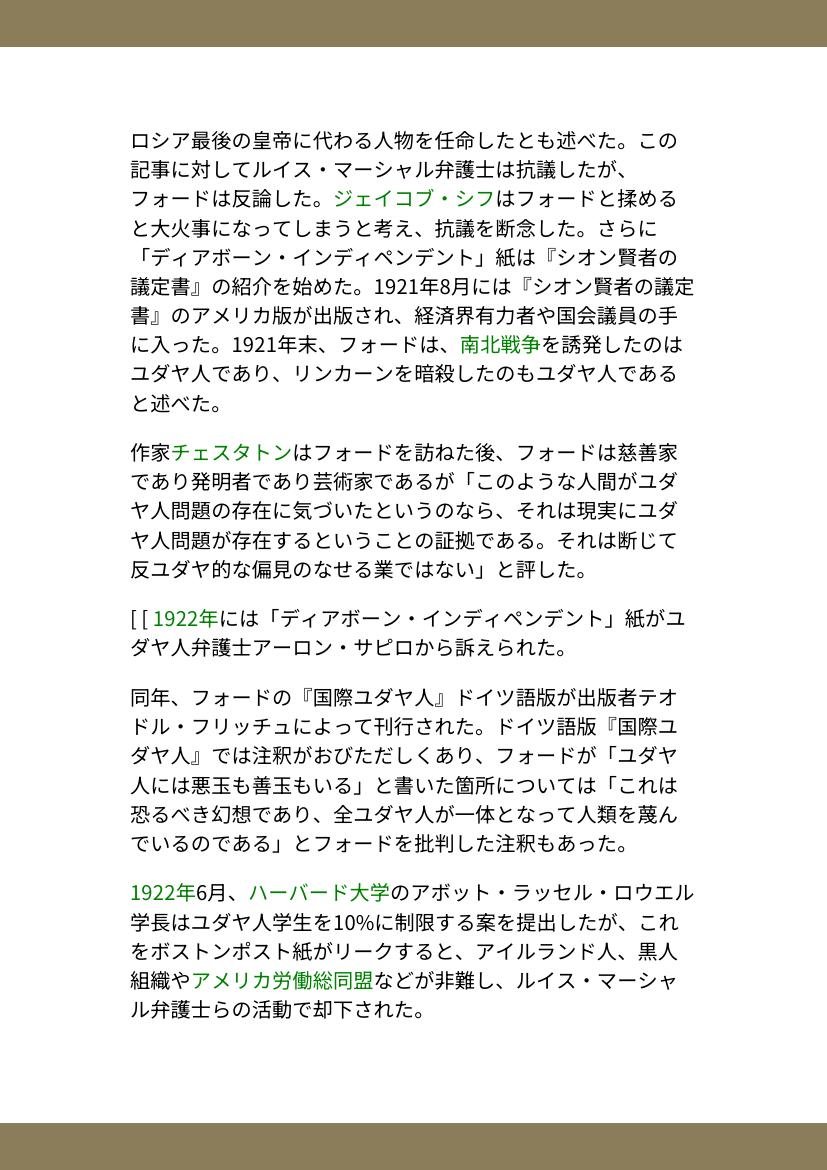 ロシア最後の皇帝に代わる人物を任命したとも述べた。この
記事に対してルイス・マーシャル弁護士は抗議したが、
フォードは反論した。ジェイコブ・シフはフォードと揉める
と大火事になってしまうと考え、抗議を断念した。さらに
「ディアボーン・インディペンデント」紙は『シオン賢者の
議定書』の紹介を始めた。1921年8月には『シオン賢者の議定
書』のアメリカ版が出版され、経済界有力者や国会議員の手
に入った。1921年末、フォードは、南北戦争を誘発したのは
ユダヤ人であり、リンカーンを暗殺したのもユダヤ人である
と述べた。
作家チェスタトンはフォードを訪ねた後、フォードは慈善家
であり発明者であり芸術家であるが「このような人間がユダ
ヤ人問題の存在に気づいたというのなら、それは現実にユダ
ヤ人問題が存在するということの証拠である。それは断じて
反ユダヤ的な偏見のなせる業ではない」と評した。
[ [ 1922年には「ディアボーン・インディペンデント」紙がユ
ダヤ人弁護士アーロン・サピロから訴えられた。
同年、フォードの『国際ユダヤ人』ドイツ語版が出版者テオ
ドル・フリッチュによって刊行された。ドイツ語版『国際ユ
ダヤ人』では注釈がおびただしくあり、フォードが「ユダヤ
人には悪玉も善玉もいる」と書いた箇所については「これは
恐るべき幻想であり、全ユダヤ人が一体となって人類を蔑ん
でいるのである」とフォードを批判した注釈もあった。
1922年6月、ハーバード大学のアボット・ラッセル・ロウエル
学長はユダヤ人学生を10%に制限する案を提出したが、これ
をボストンポスト紙がリークすると、アイルランド人、黒人
組織やアメリカ労働総同盟などが非難し、ルイス・マーシャ
ル弁護士らの活動で却下された。